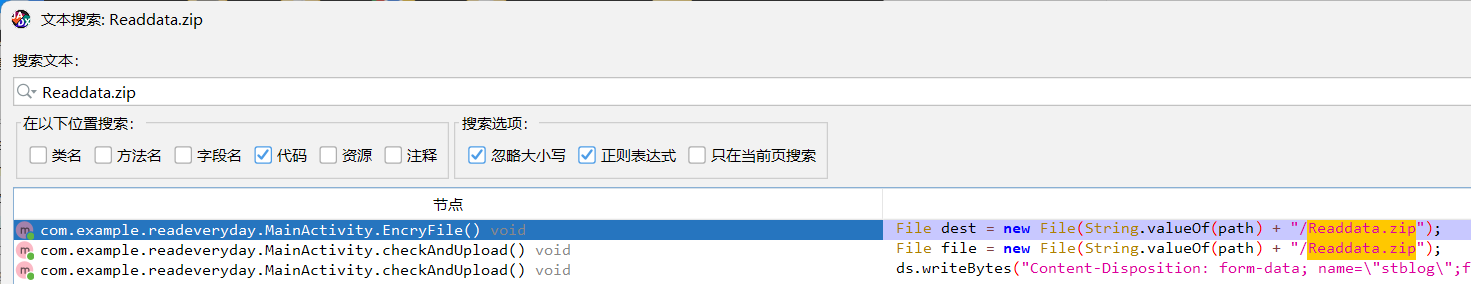 文本搜索: Readdata.zip
搜索文本:
Readdata.zip
在以下位置搜索: 搜索选项:
类名 方法名 字段名 代码 资源 注释 忽略大小写 正则表达式 只在当前页搜索
节点
com.example.readeveryday.MainActivity.EncryFile() void File dest = new File(String.valueOf(path) + "/Readdata.zip");
com.example.readeveryday.MainActivity.checkAndUpload() void File file = new File(String.valueOf(path) + "/Readdata.zip");
com.example.readeveryday.MainActivity.checkAndUpload() void ds.writeBytes("Content-Disposition: form-data; name=\"stblog\";f